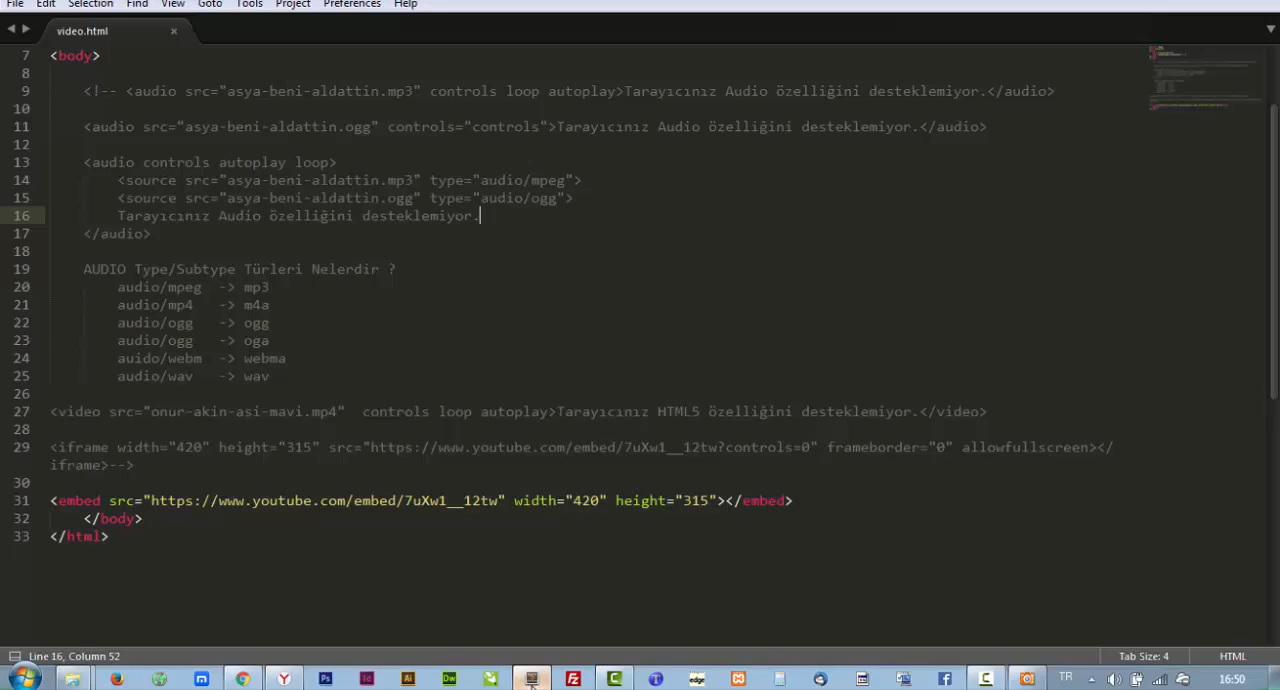 File Edit Selection Find View Goto Tools Project Preferences Help
video.html
7 <body>
8
9 <!-- <audio src="asya-beni-aldattin.mp3" controls loop autoplay>Tarayıcınız Audio özelliğini desteklemiyor.</audio>
10
11 <audio src="asya-beni-aldattin.ogg" controls="controls">Tarayıcınız Audio özelliğini desteklemiyor.</audio>
12
13 <audio controls autoplay loop>
14 <source src="asya-beni-aldattin.mp3" type="audio/mpeg">
15 <source src="asya-beni-aldattin.ogg" type="audio/ogg">
16 Tarayıcınız Audio özelliğini desteklemiyor.
17 </audio>
18
19 AUDIO Type/Subtype Türleri Nelerdir ?
20 audio/mpeg -> mp3
21 audio/mp4 -> m4a
22 audio/ogg -> ogg
23 audio/ogg -> oga
24 auido/webm -> webma
25 audio/wav -> wav
26
27 <video src="onur-akin-asi-mavi.mp4" controls loop autoplay>Tarayıcınız HTML5 özelliğini desteklemiyor.</video>
28
29 <iframe width="420" height="315" src="https://www.youtube.com/embed/7uXw1__12tw?controls=0" frameborder="0" allowfullscreen></
iframe>-->
30
31 <embed src="https://www.youtube.com/embed/7uXw1__12tw" width="420" height="315"></embed>
32 </body>
33 </html>
Line 16, Column 52
Tab Size: 4
HTML
Ps Id Ai Dw Fz edge
TR
16:50